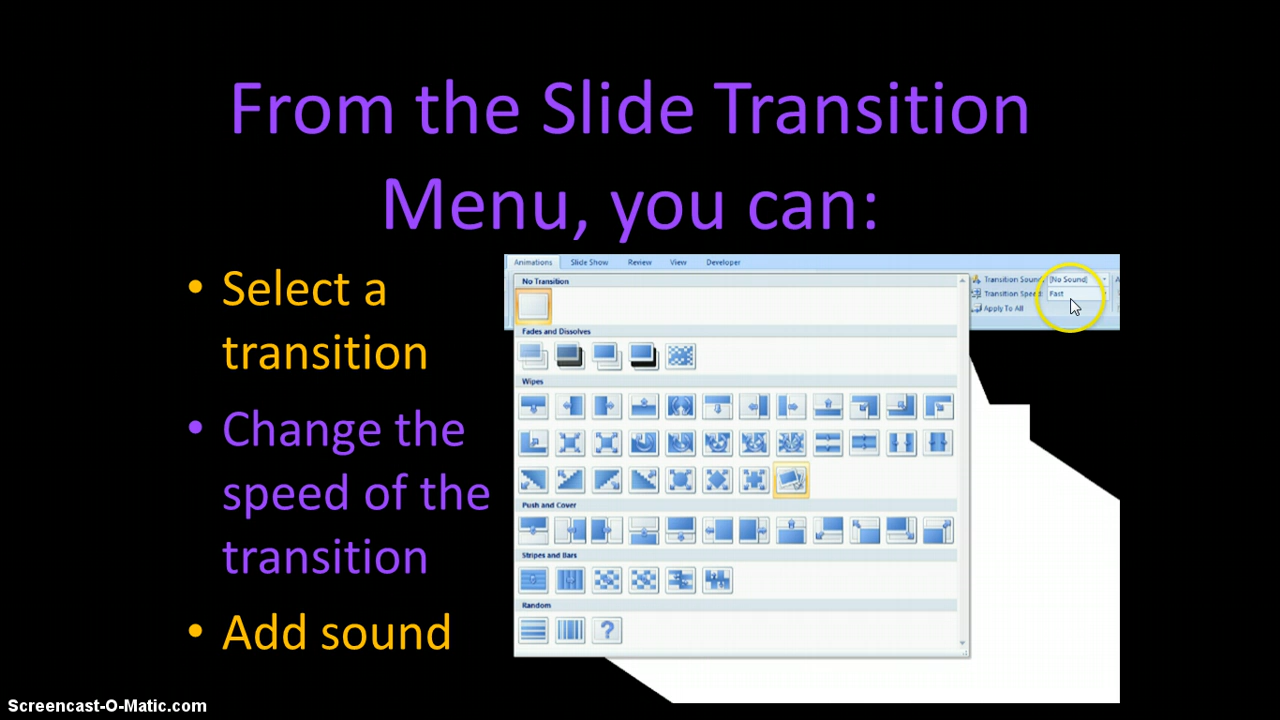 From the Slide Transition
Menu, you can:
• Select a
transition
• Change the
speed of the
transition
• Add sound
Animations Slide Show Review View Developer
No Transition
Transition Sound: [No Sound]
Transition Speed: Fast
Apply To All
Fades and Dissolves
Wipes
Push and Cover
Stripes and Bars
Random
?
Screencast-O-Matic.com